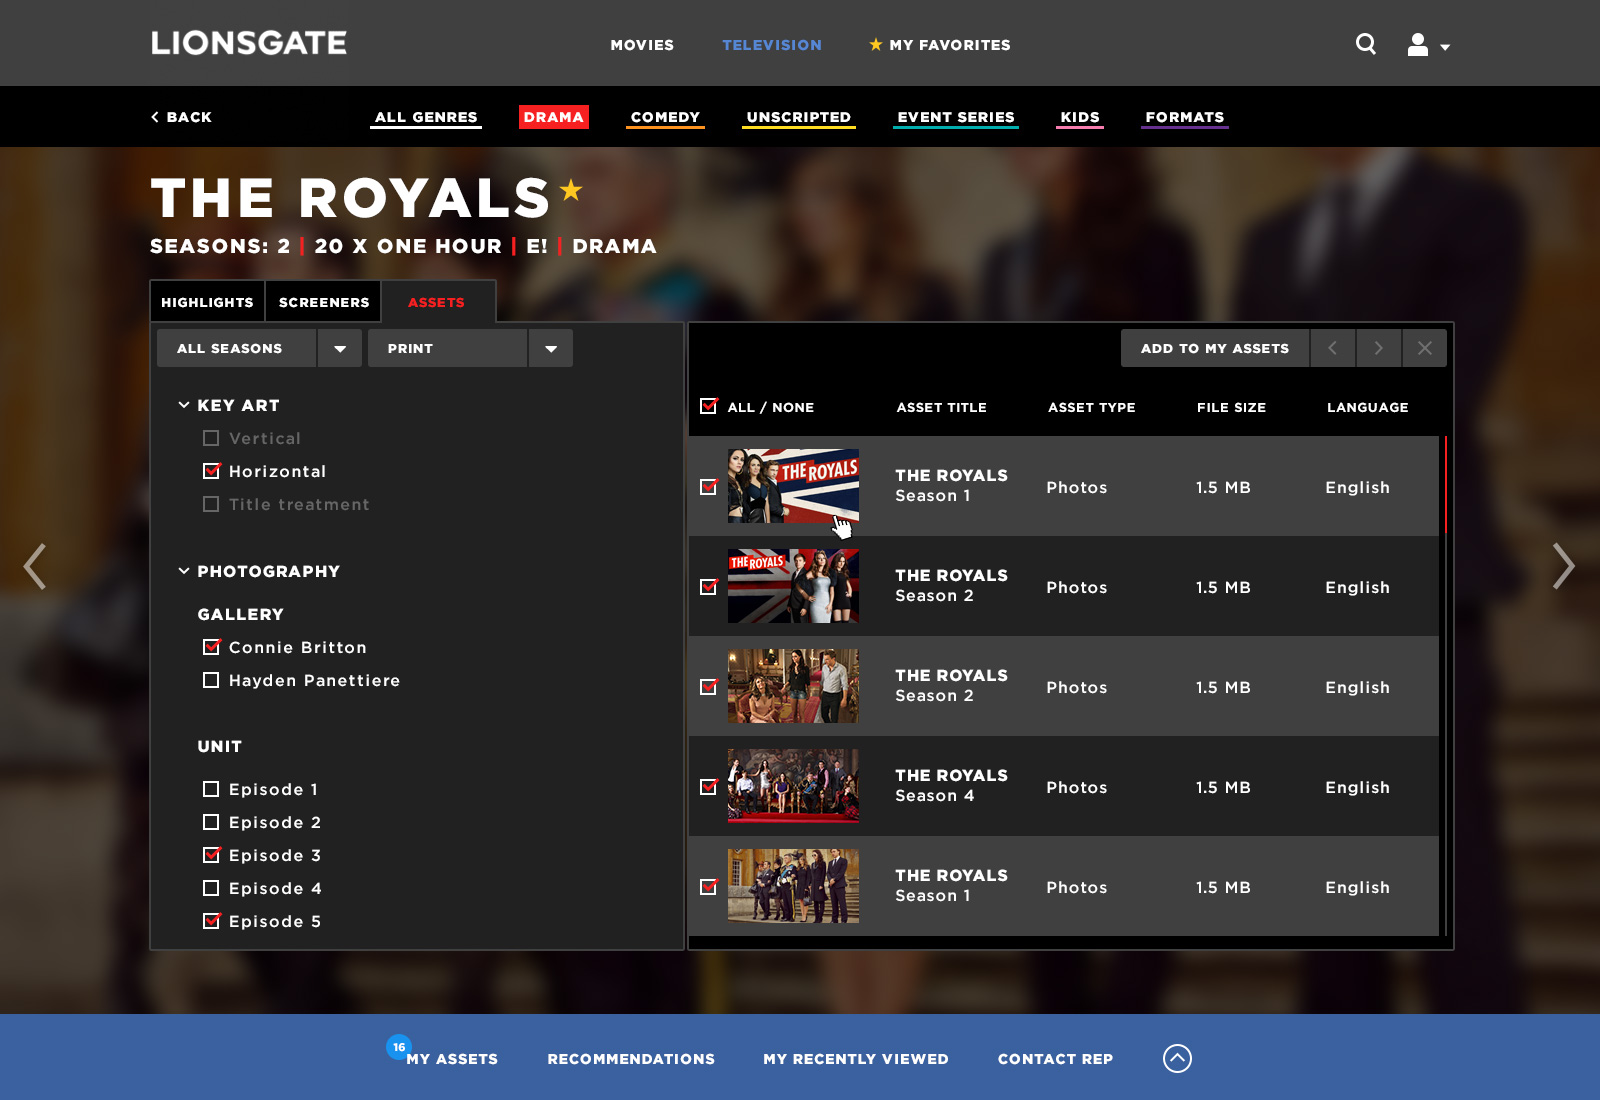 LIONSGATE
MOVIES
TELEVISION
MY FAVORITES
BACK
ALL GENRES
DRAMA
COMEDY
UNSCRIPTED
EVENT SERIES
KIDS
FORMATS
THE ROYALS
SEASONS: 2 | 20 X ONE HOUR | E! | DRAMA
HIGHLIGHTS
SCREENERS
ASSETS
ALL SEASONS
PRINT
KEY ART
Vertical
Horizontal
Title treatment
PHOTOGRAPHY
GALLERY
Connie Britton
Hayden Panettiere
UNIT
Episode 1
Episode 2
Episode 3
Episode 4
Episode 5
ADD TO MY ASSETS
ALL / NONE
ASSET TITLE
ASSET TYPE
FILE SIZE
LANGUAGE
THE ROYALS
THE ROYALS
Season 1
Photos
1.5 MB
English
THE ROYALS
THE ROYALS
Season 2
Photos
1.5 MB
English
THE ROYALS
Season 2
Photos
1.5 MB
English
THE ROYALS
Season 4
Photos
1.5 MB
English
THE ROYALS
Season 1
Photos
1.5 MB
English
16
MY ASSETS
RECOMMENDATIONS
MY RECENTLY VIEWED
CONTACT REP